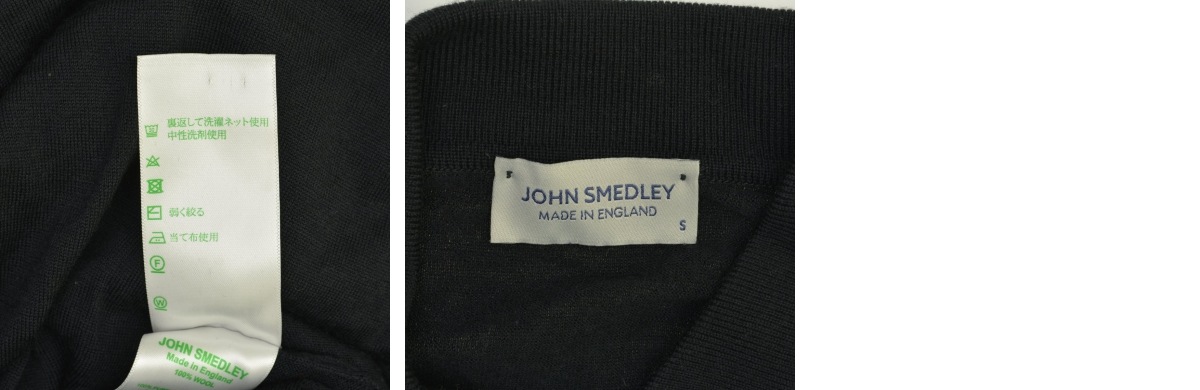 裏返して洗濯ネット使用
中性洗剤使用
弱く絞る
当て布使用
F
W
JOHN SMEDLEY
Made in England
100% WOOL
JOHN SMEDLEY
MADE IN ENGLAND
S